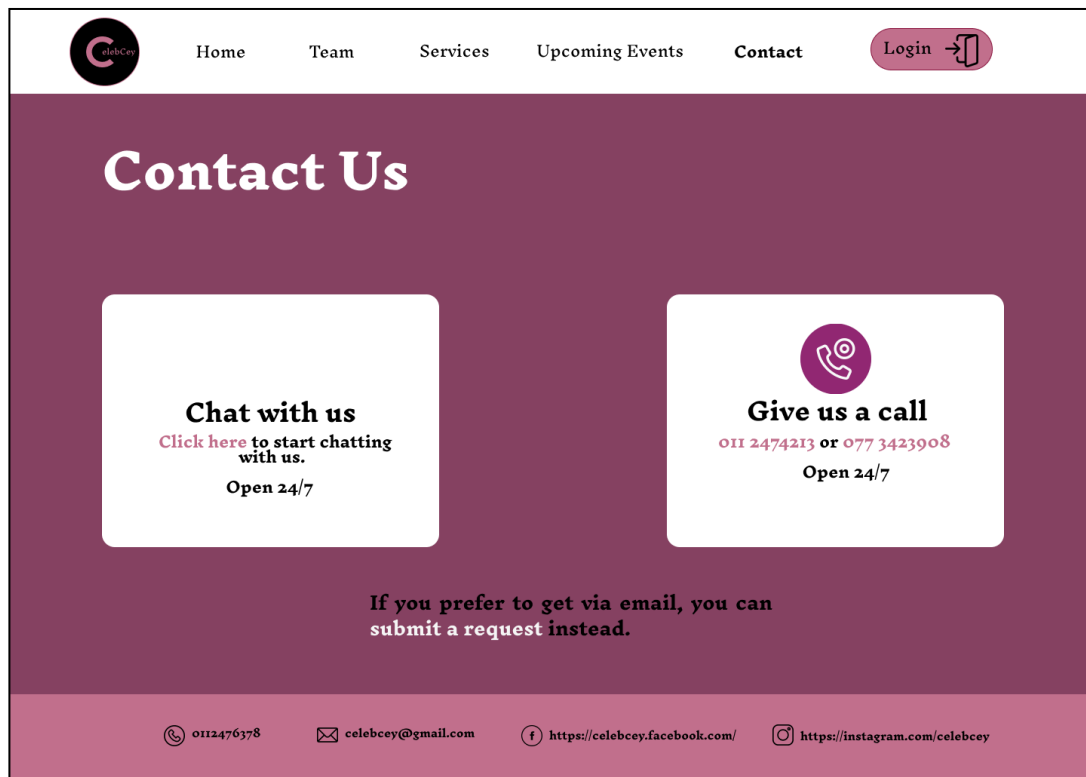 CelebCey
Home Team Services Upcoming Events Contact Login
Contact Us
Chat with us
Click here to start chatting
with us.
Open 24/7
Give us a call
011 2474213 or 077 3423908
Open 24/7
If you prefer to get via email, you can
submit a request instead.
0112476378 celebcey@gmail.com https://celebcey.facebook.com/ https://instagram.com/celebcey